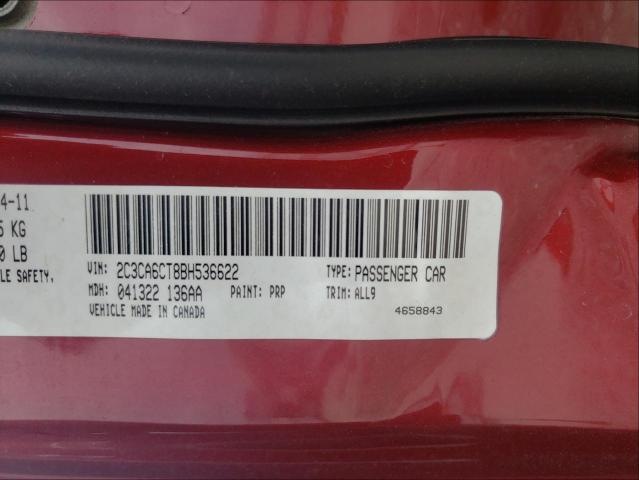 4-11
5 KG
0 LB
LE SAFETY,
VIN: 2C3CA6CT8BH536622 TYPE: PASSENGER CAR
MDH: 041322 136AA PAINT: PRP TRIM: ALL9
VEHICLE MADE IN CANADA 4658843